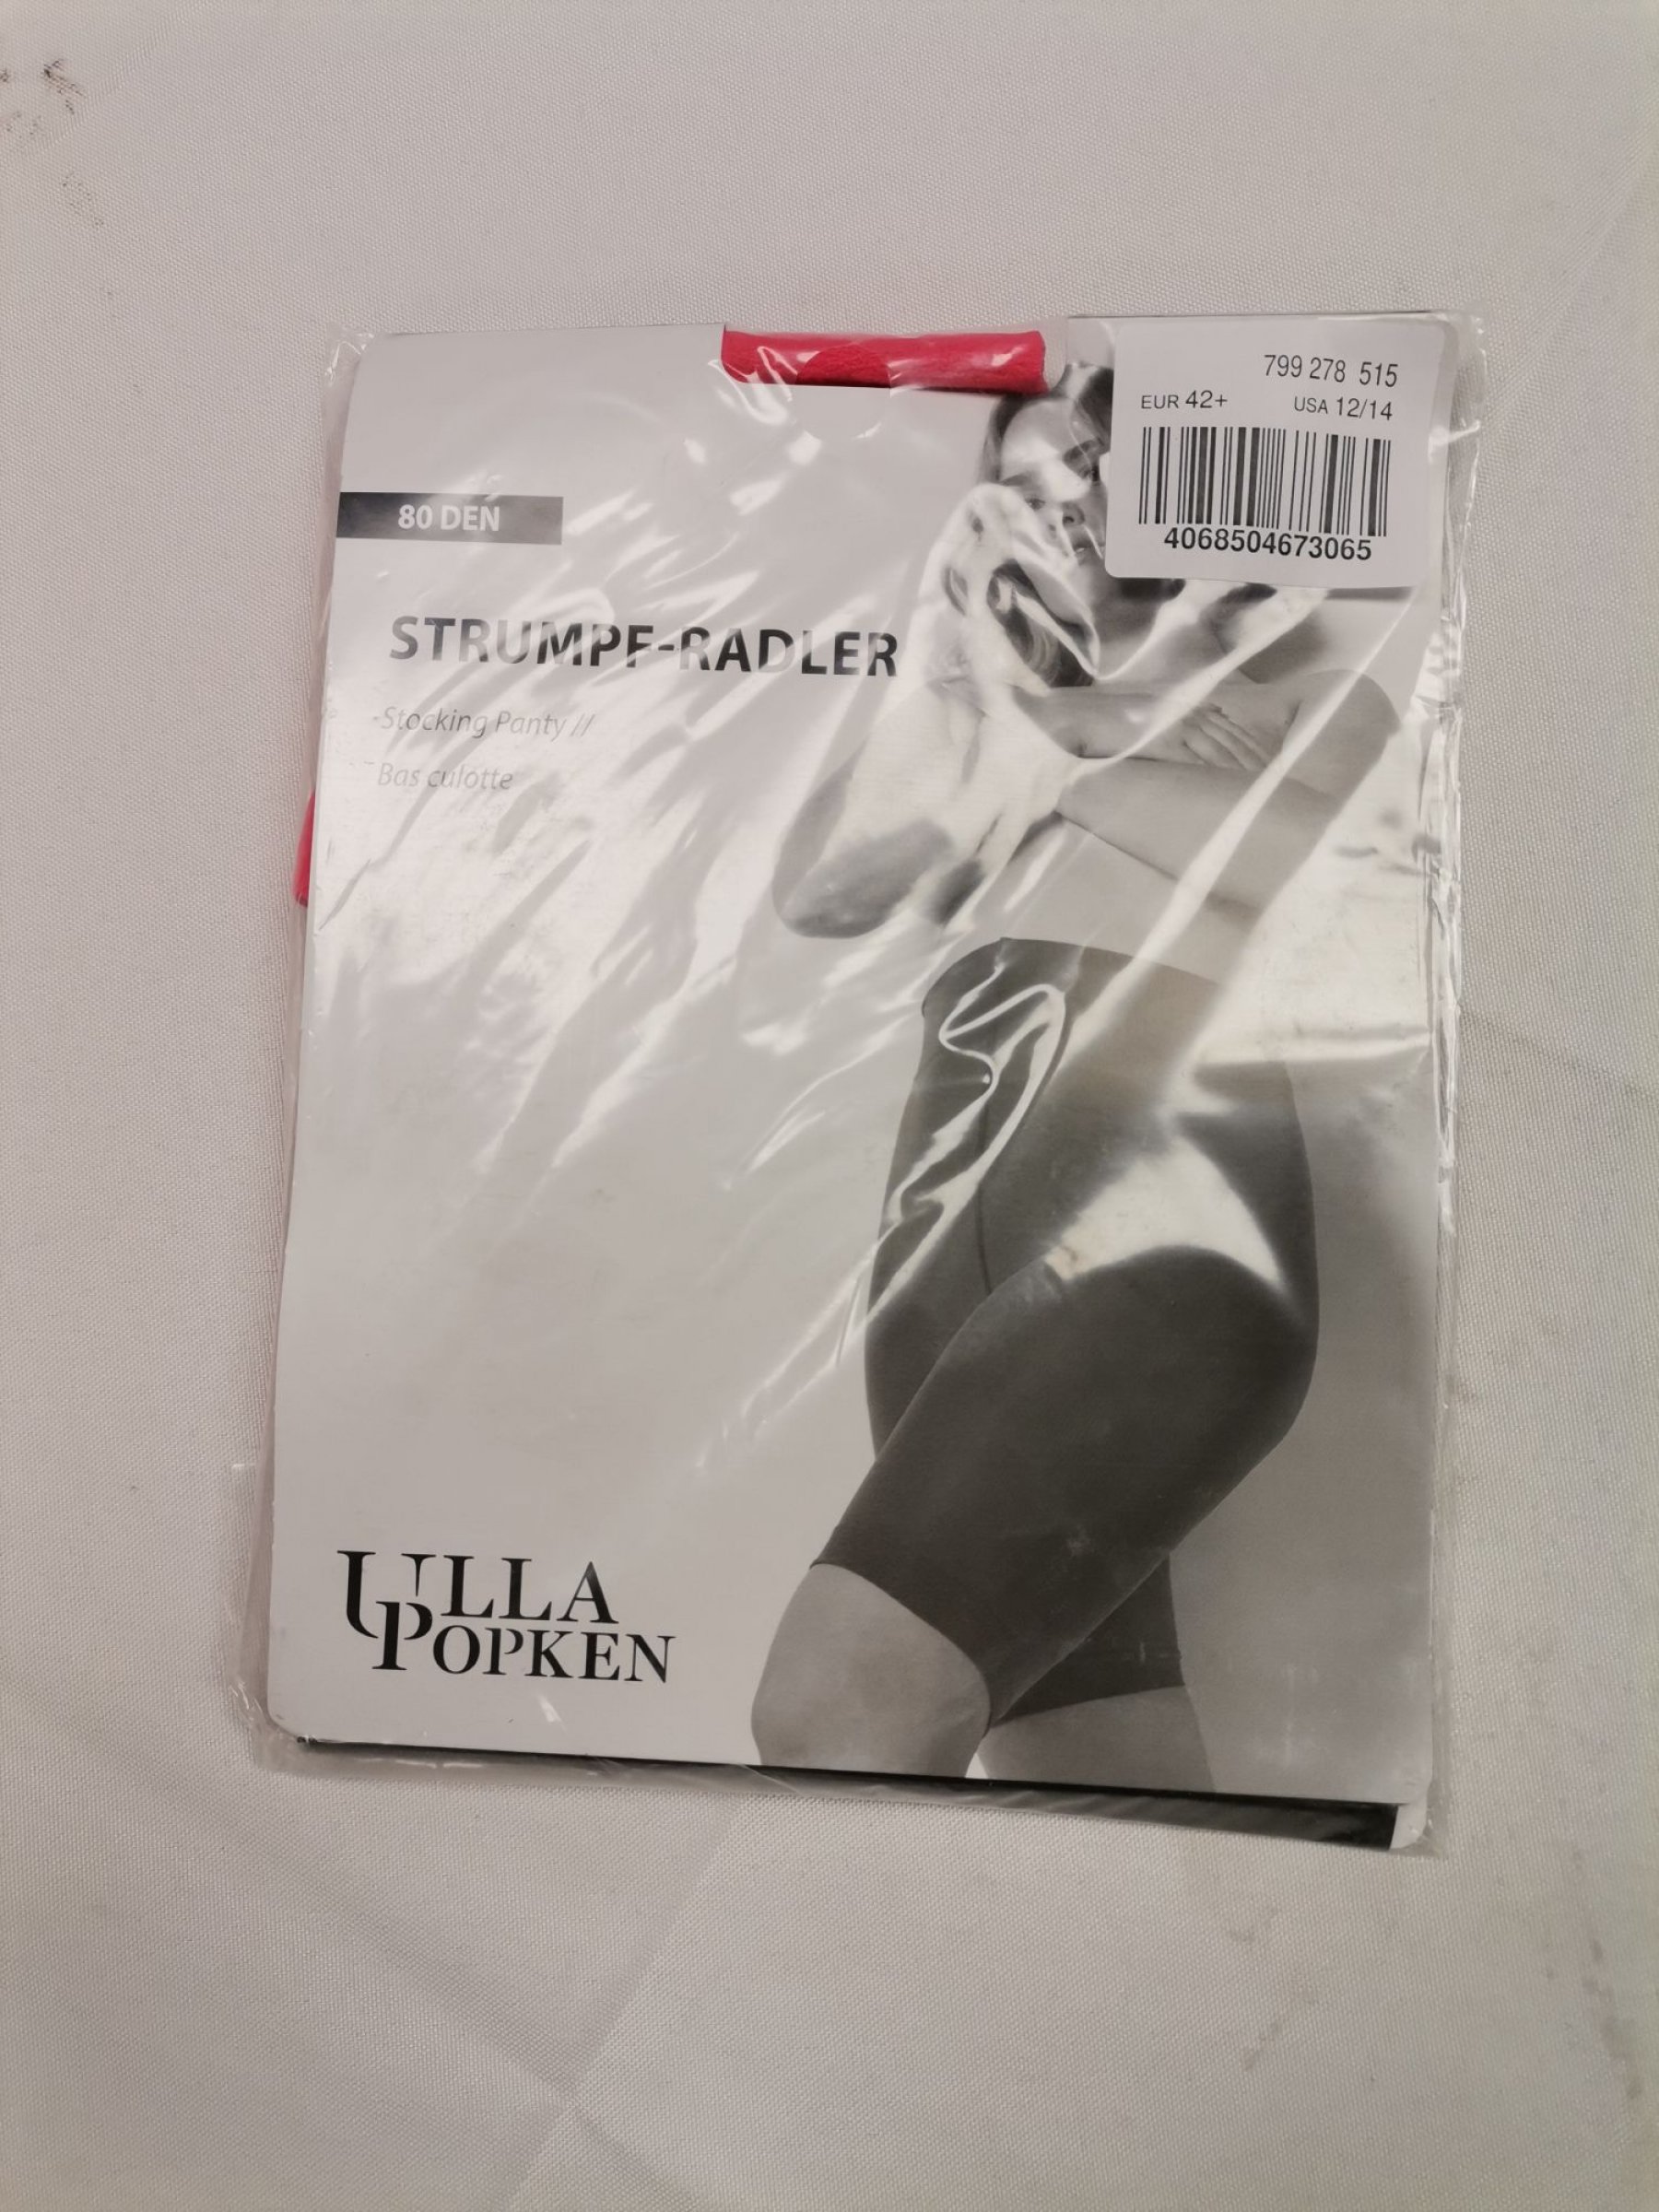 799 278 515
EUR 42+ USA 12/14
4068504673065
80 DEN
STRUMPF-RADLER
Stocking Panty //
Bas culotte
ULLA
POPKEN